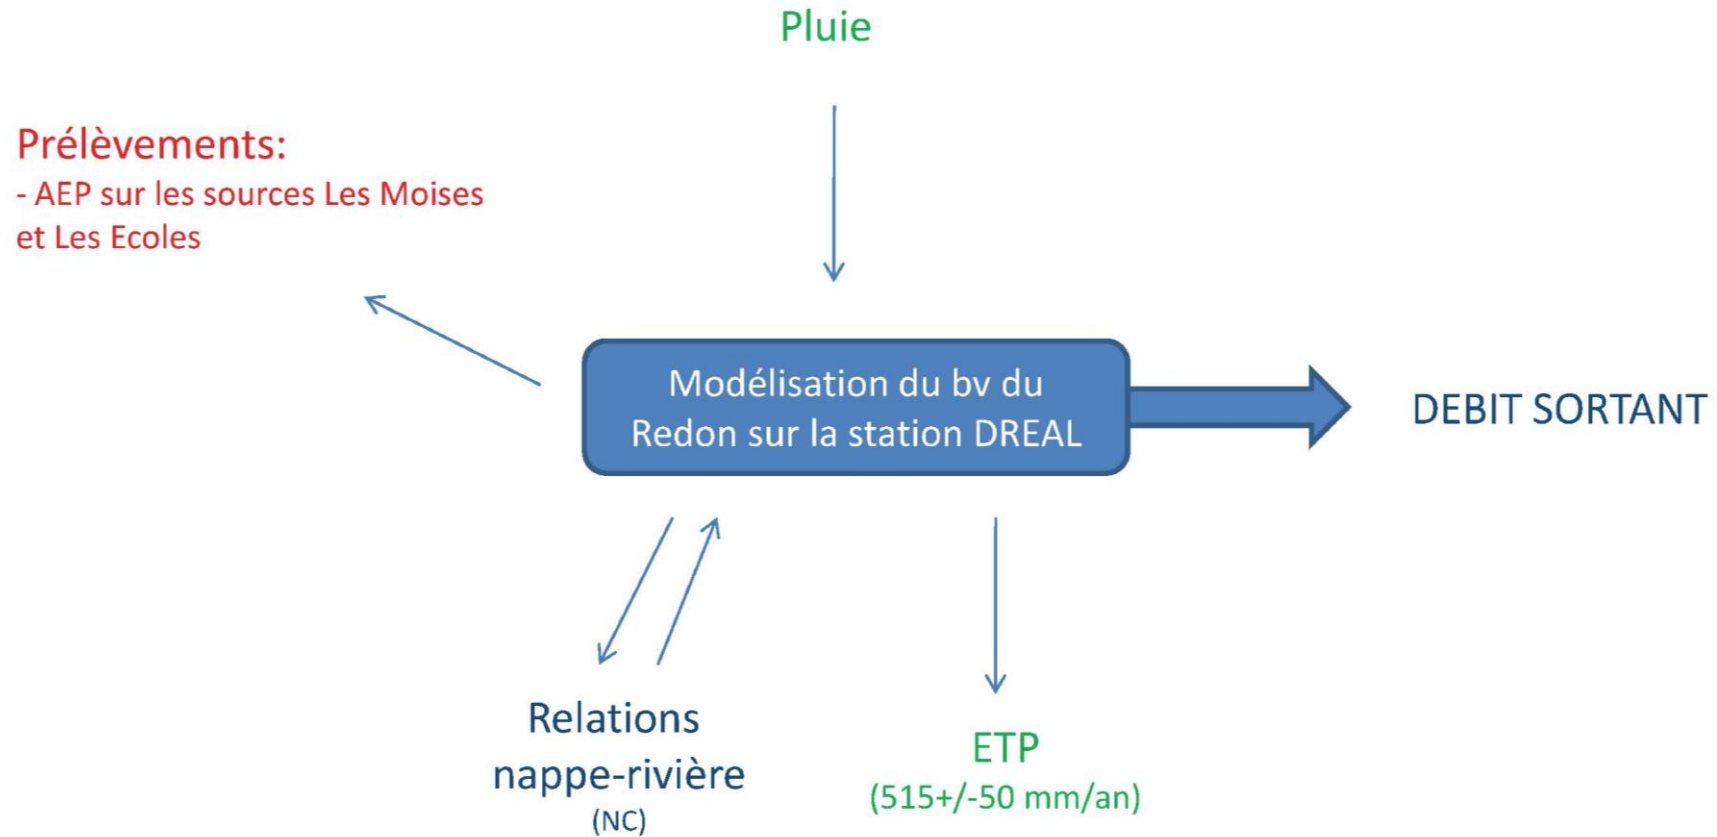 Pluie
Prélèvements:
- AEP sur les sources Les Moises
et Les Ecoles
Modélisation du bv du
Redon sur la station DREAL
DEBIT SORTANT
Relations
nappe-rivière
(NC)
ETP
(515+/-50 mm/an)